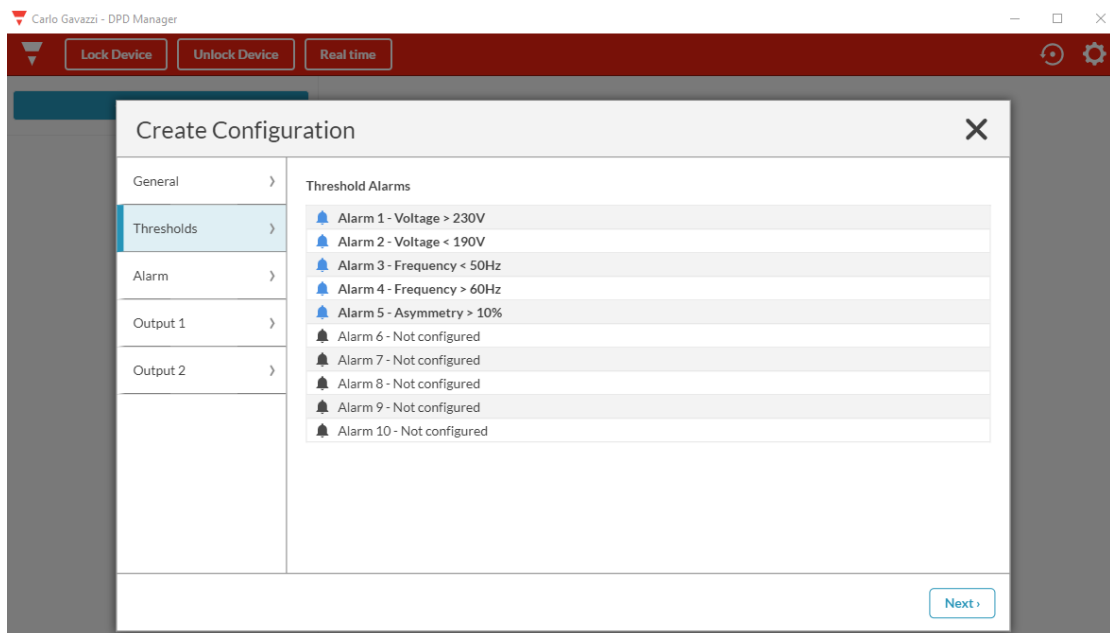 Carlo Gavazzi - DPD Manager
Lock Device
Unlock Device
Real time
Create Configuration
General
Thresholds
Alarm
Output 1
Output 2
Threshold Alarms
Alarm 1 - Voltage > 230V
Alarm 2 - Voltage < 190V
Alarm 3 - Frequency < 50Hz
Alarm 4 - Frequency > 60Hz
Alarm 5 - Asymmetry > 10%
Alarm 6 - Not configured
Alarm 7 - Not configured
Alarm 8 - Not configured
Alarm 9 - Not configured
Alarm 10 - Not configured
Next ›